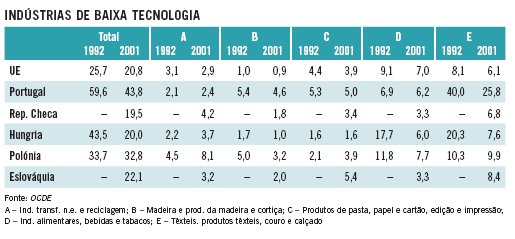 INDÚSTRIAS DE BAIXA TECNOLOGIA
Total A B C D E
1992 2001 1992 2001 1992 2001 1992 2001 1992 2001 1992 2001
UE 25,7 20,8 3,1 2,9 1,0 0,9 4,4 3,9 9,1 7,0 8,1 6,1
Portugal 59,6 43,8 2,1 2,4 5,4 4,6 5,3 5,0 6,9 6,2 40,0 25,8
Rep. Checa – 19,5 – 4,2 – 1,8 – 3,4 – 3,3 – 6,8
Hungria 43,5 20,0 2,2 3,7 1,7 1,0 1,6 1,6 17,7 6,0 20,3 7,6
Polónia 33,7 32,8 4,5 8,1 5,0 3,2 2,1 3,9 11,8 7,7 10,3 9,9
Eslováquia – 22,1 – 3,2 – 2,0 – 5,4 – 3,3 – 8,4
Fonte: OCDE
A – Ind. transf. n.e. e reciclagem; B – Madeira e prod. da madeira e cortiça; C – Produtos de pasta, papel e cartão, edição e impressão;
D – Ind. alimentares, bebidas e tabacos; E – Têxteis. produtos têxteis, couro e calçado